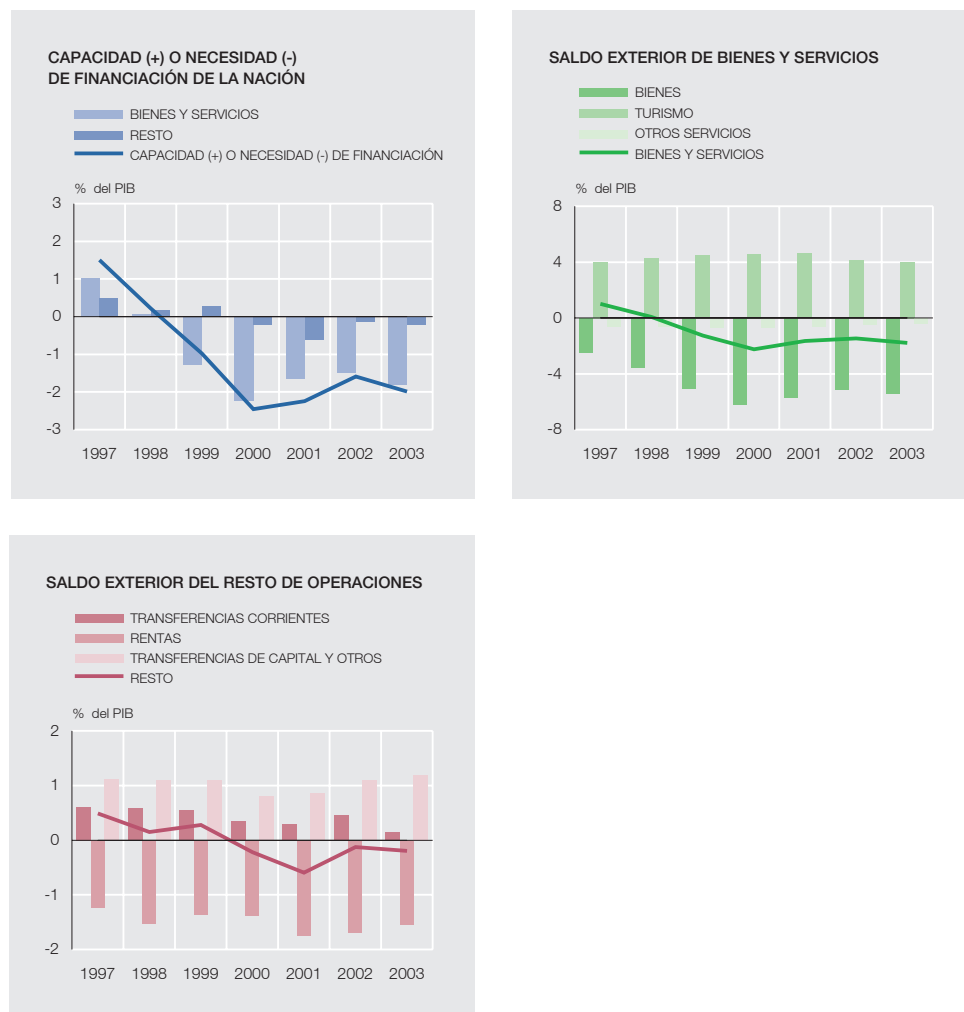 CAPACIDAD (+) O NECESIDAD (-)
DE FINANCIACIÓN DE LA NACIÓN
BIENES Y SERVICIOS
RESTO
CAPACIDAD (+) O NECESIDAD (-) DE FINANCIACIÓN
% del PIB
3
2
1
0
-1
-2
-3
1997 1998 1999 2000 2001 2002 2003
SALDO EXTERIOR DE BIENES Y SERVICIOS
BIENES
TURISMO
OTROS SERVICIOS
BIENES Y SERVICIOS
% del PIB
8
4
0
-4
-8
1997 1998 1999 2000 2001 2002 2003
SALDO EXTERIOR DEL RESTO DE OPERACIONES
TRANSFERENCIAS CORRIENTES
RENTAS
TRANSFERENCIAS DE CAPITAL Y OTROS
RESTO
% del PIB
2
1
0
-1
-2
1997 1998 1999 2000 2001 2002 2003